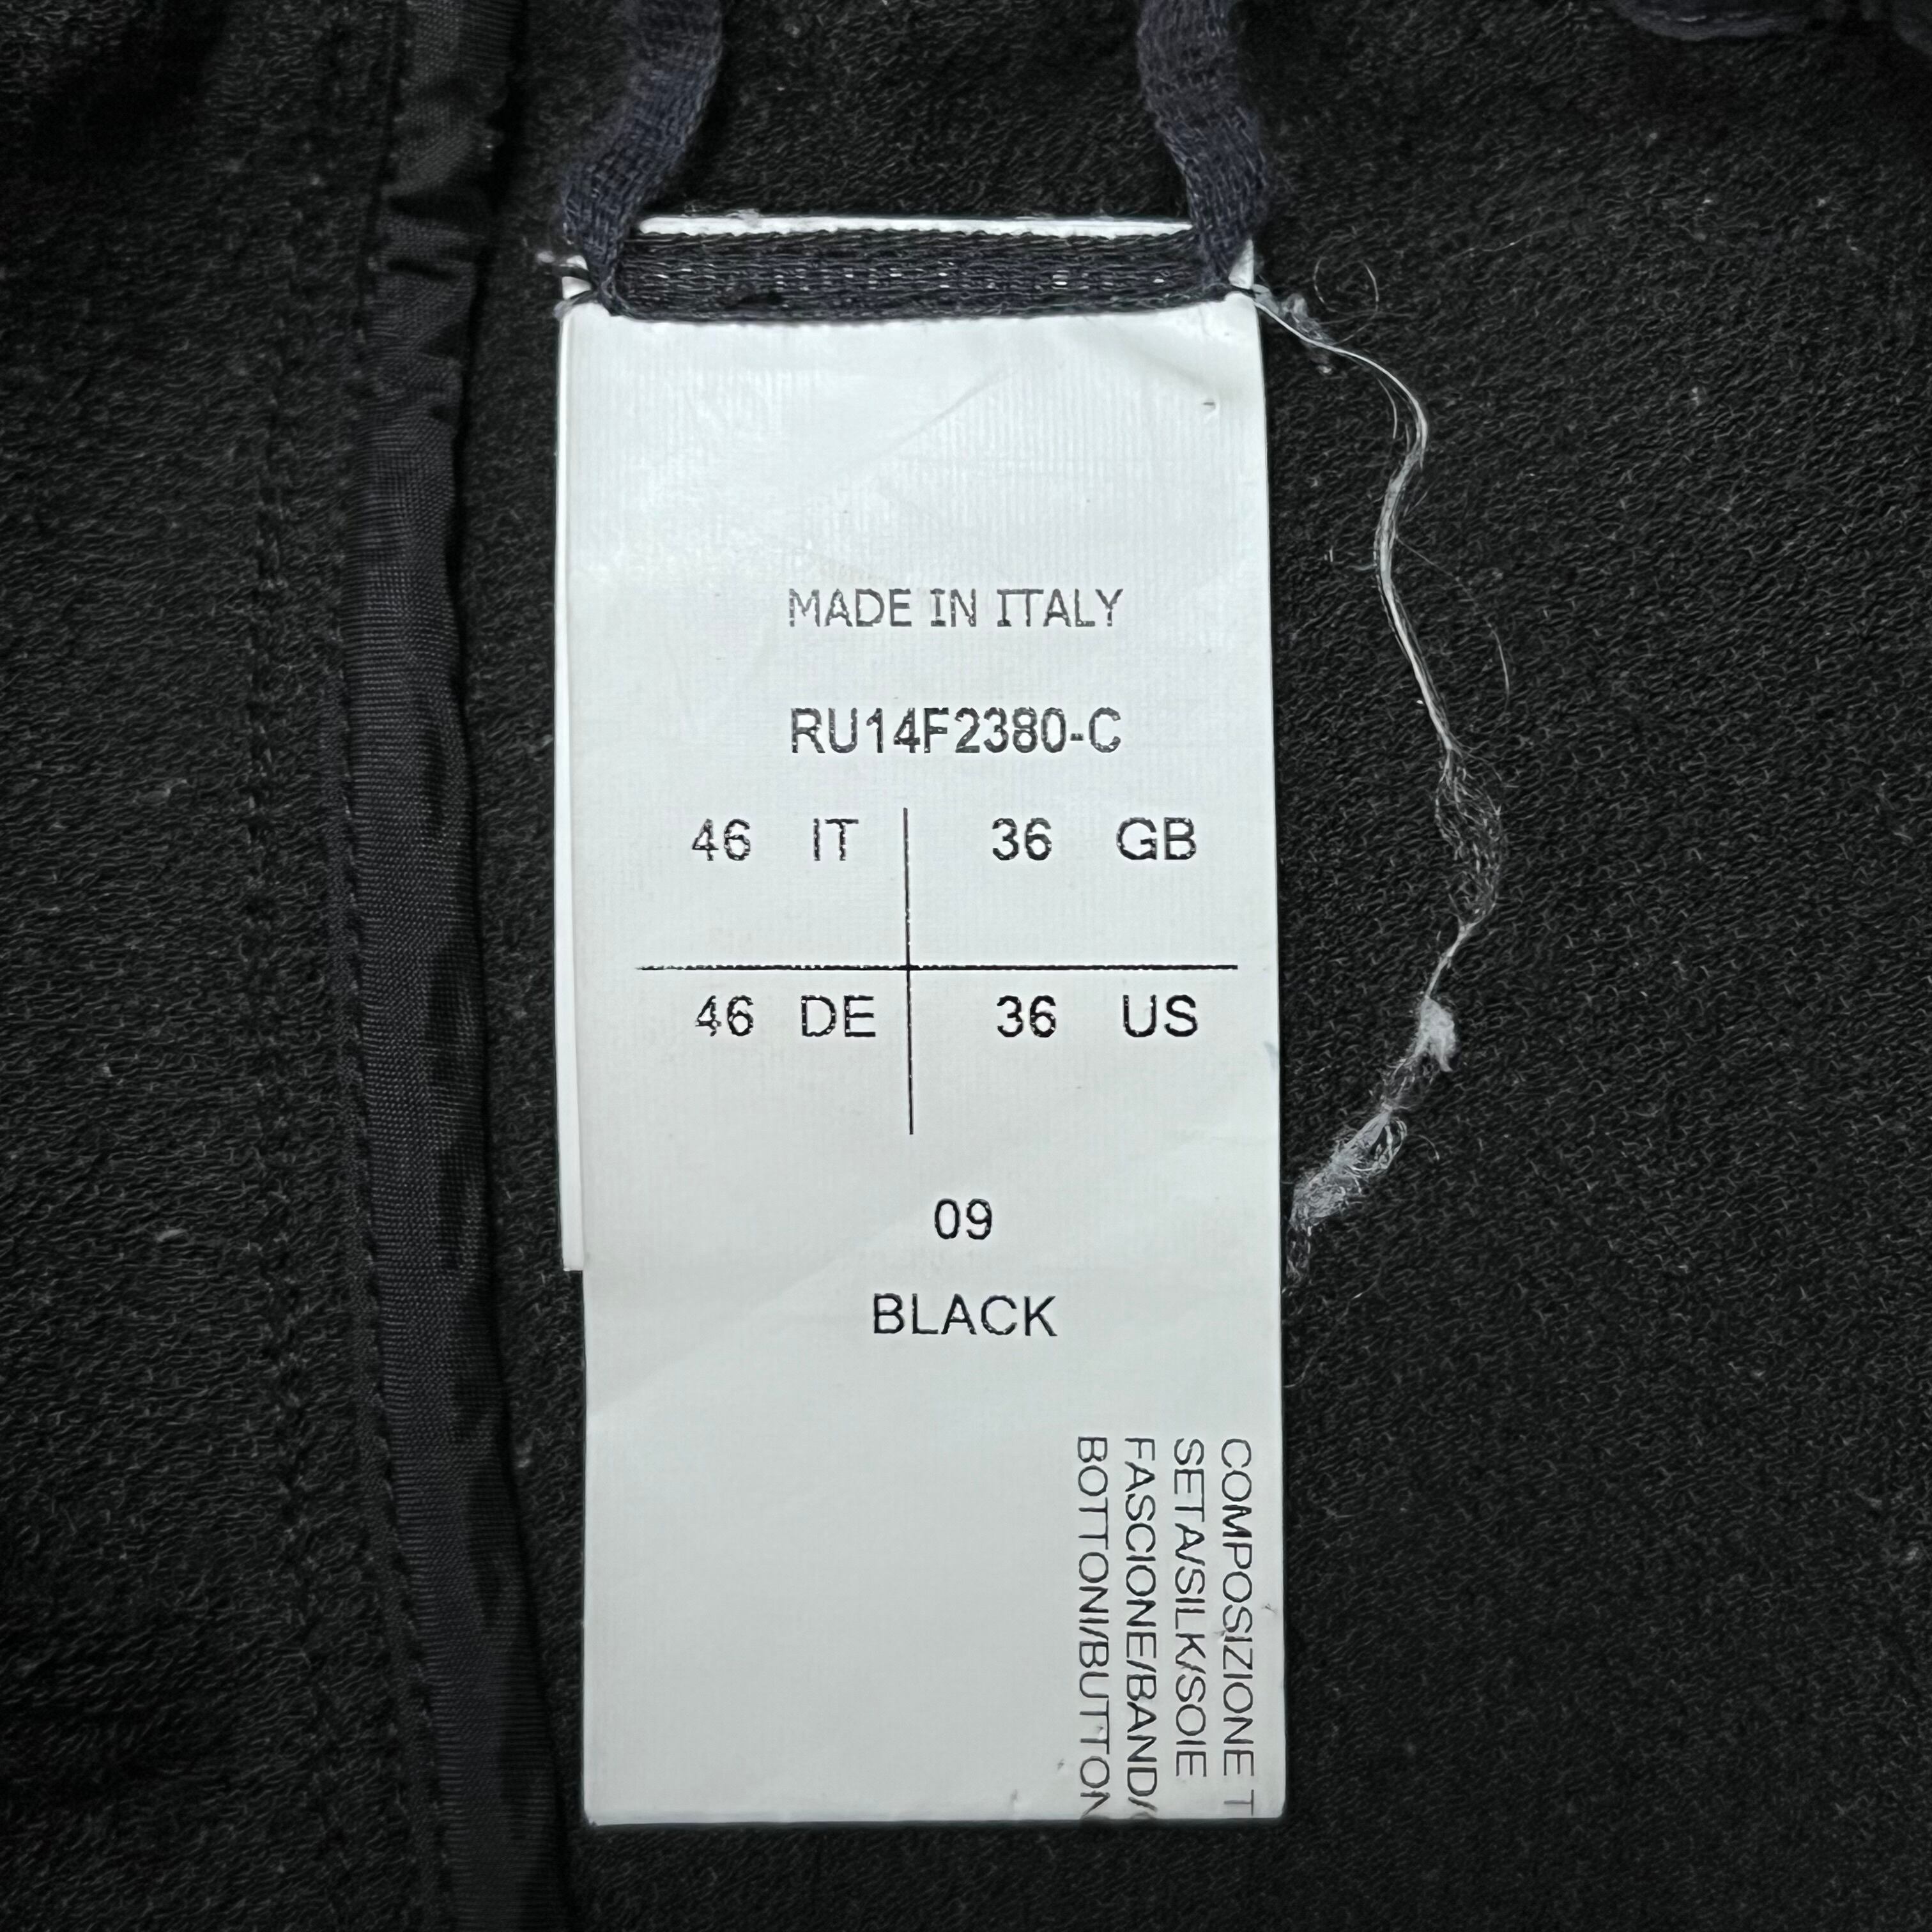 MADE IN ITALY
RU14F2380-C
46 IT 36 GB
46 DE 36 US
09
BLACK
COMPOSIZIONE T
SETA/SILK/SOIE
FASCIONE/BAND/
BOTTONI/BUTTON